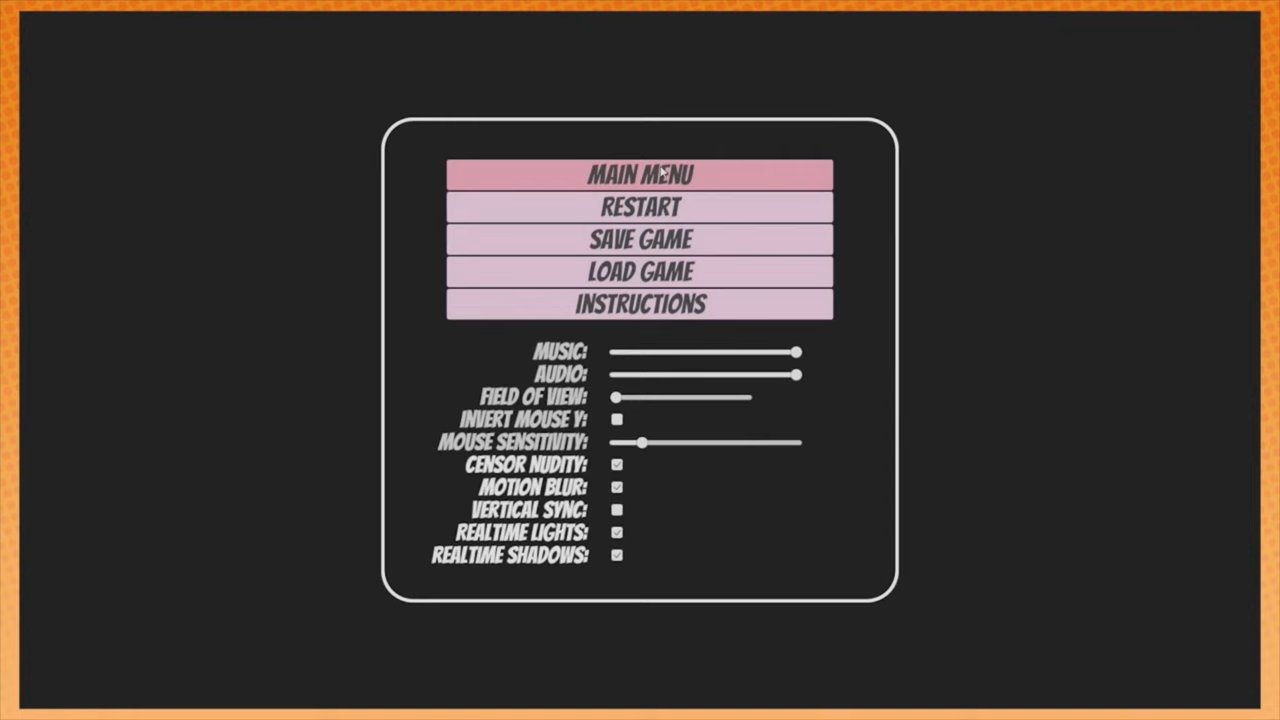 MAIN MENU
RESTART
SAVE GAME
LOAD GAME
INSTRUCTIONS
MUSIC:
AUDIO:
FIELD OF VIEW:
INVERT MOUSE Y:
MOUSE SENSITIVITY:
CENSOR NUDITY:
MOTION BLUR:
VERTICAL SYNC:
REALTIME LIGHTS:
REALTIME SHADOWS: